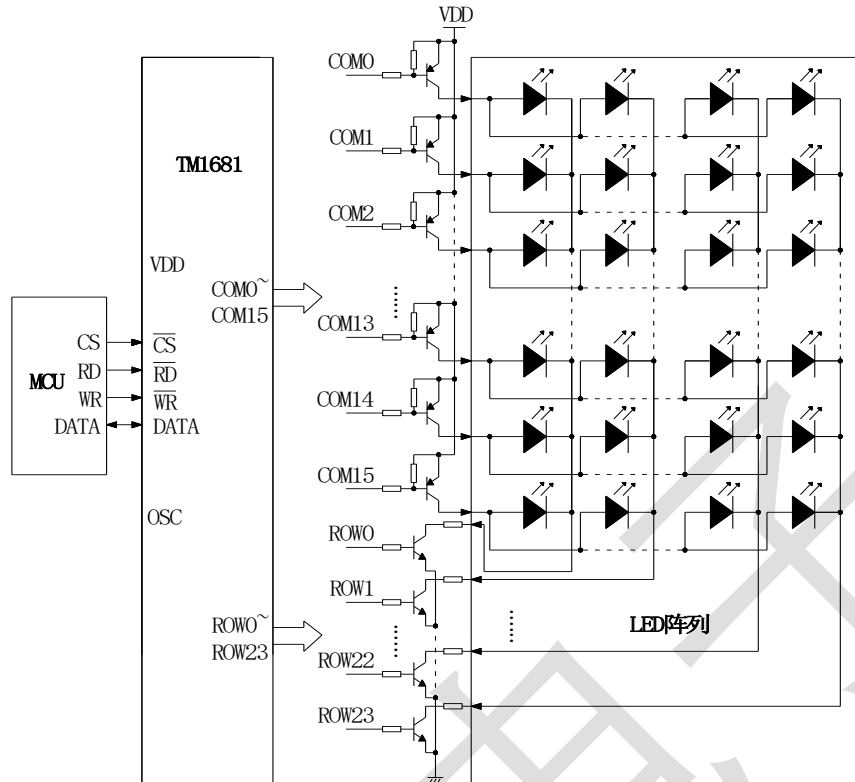 VDD
COM0
COM1
COM2
COM13
COM14
COM15
ROW0
ROW1
ROW22
ROW23
TM1681
VDD
COM0~
COM15
CS
RD
WR
DATA
MCU
CS
RD
WR
DATA
OSC
ROW0~
ROW23
LED阵列